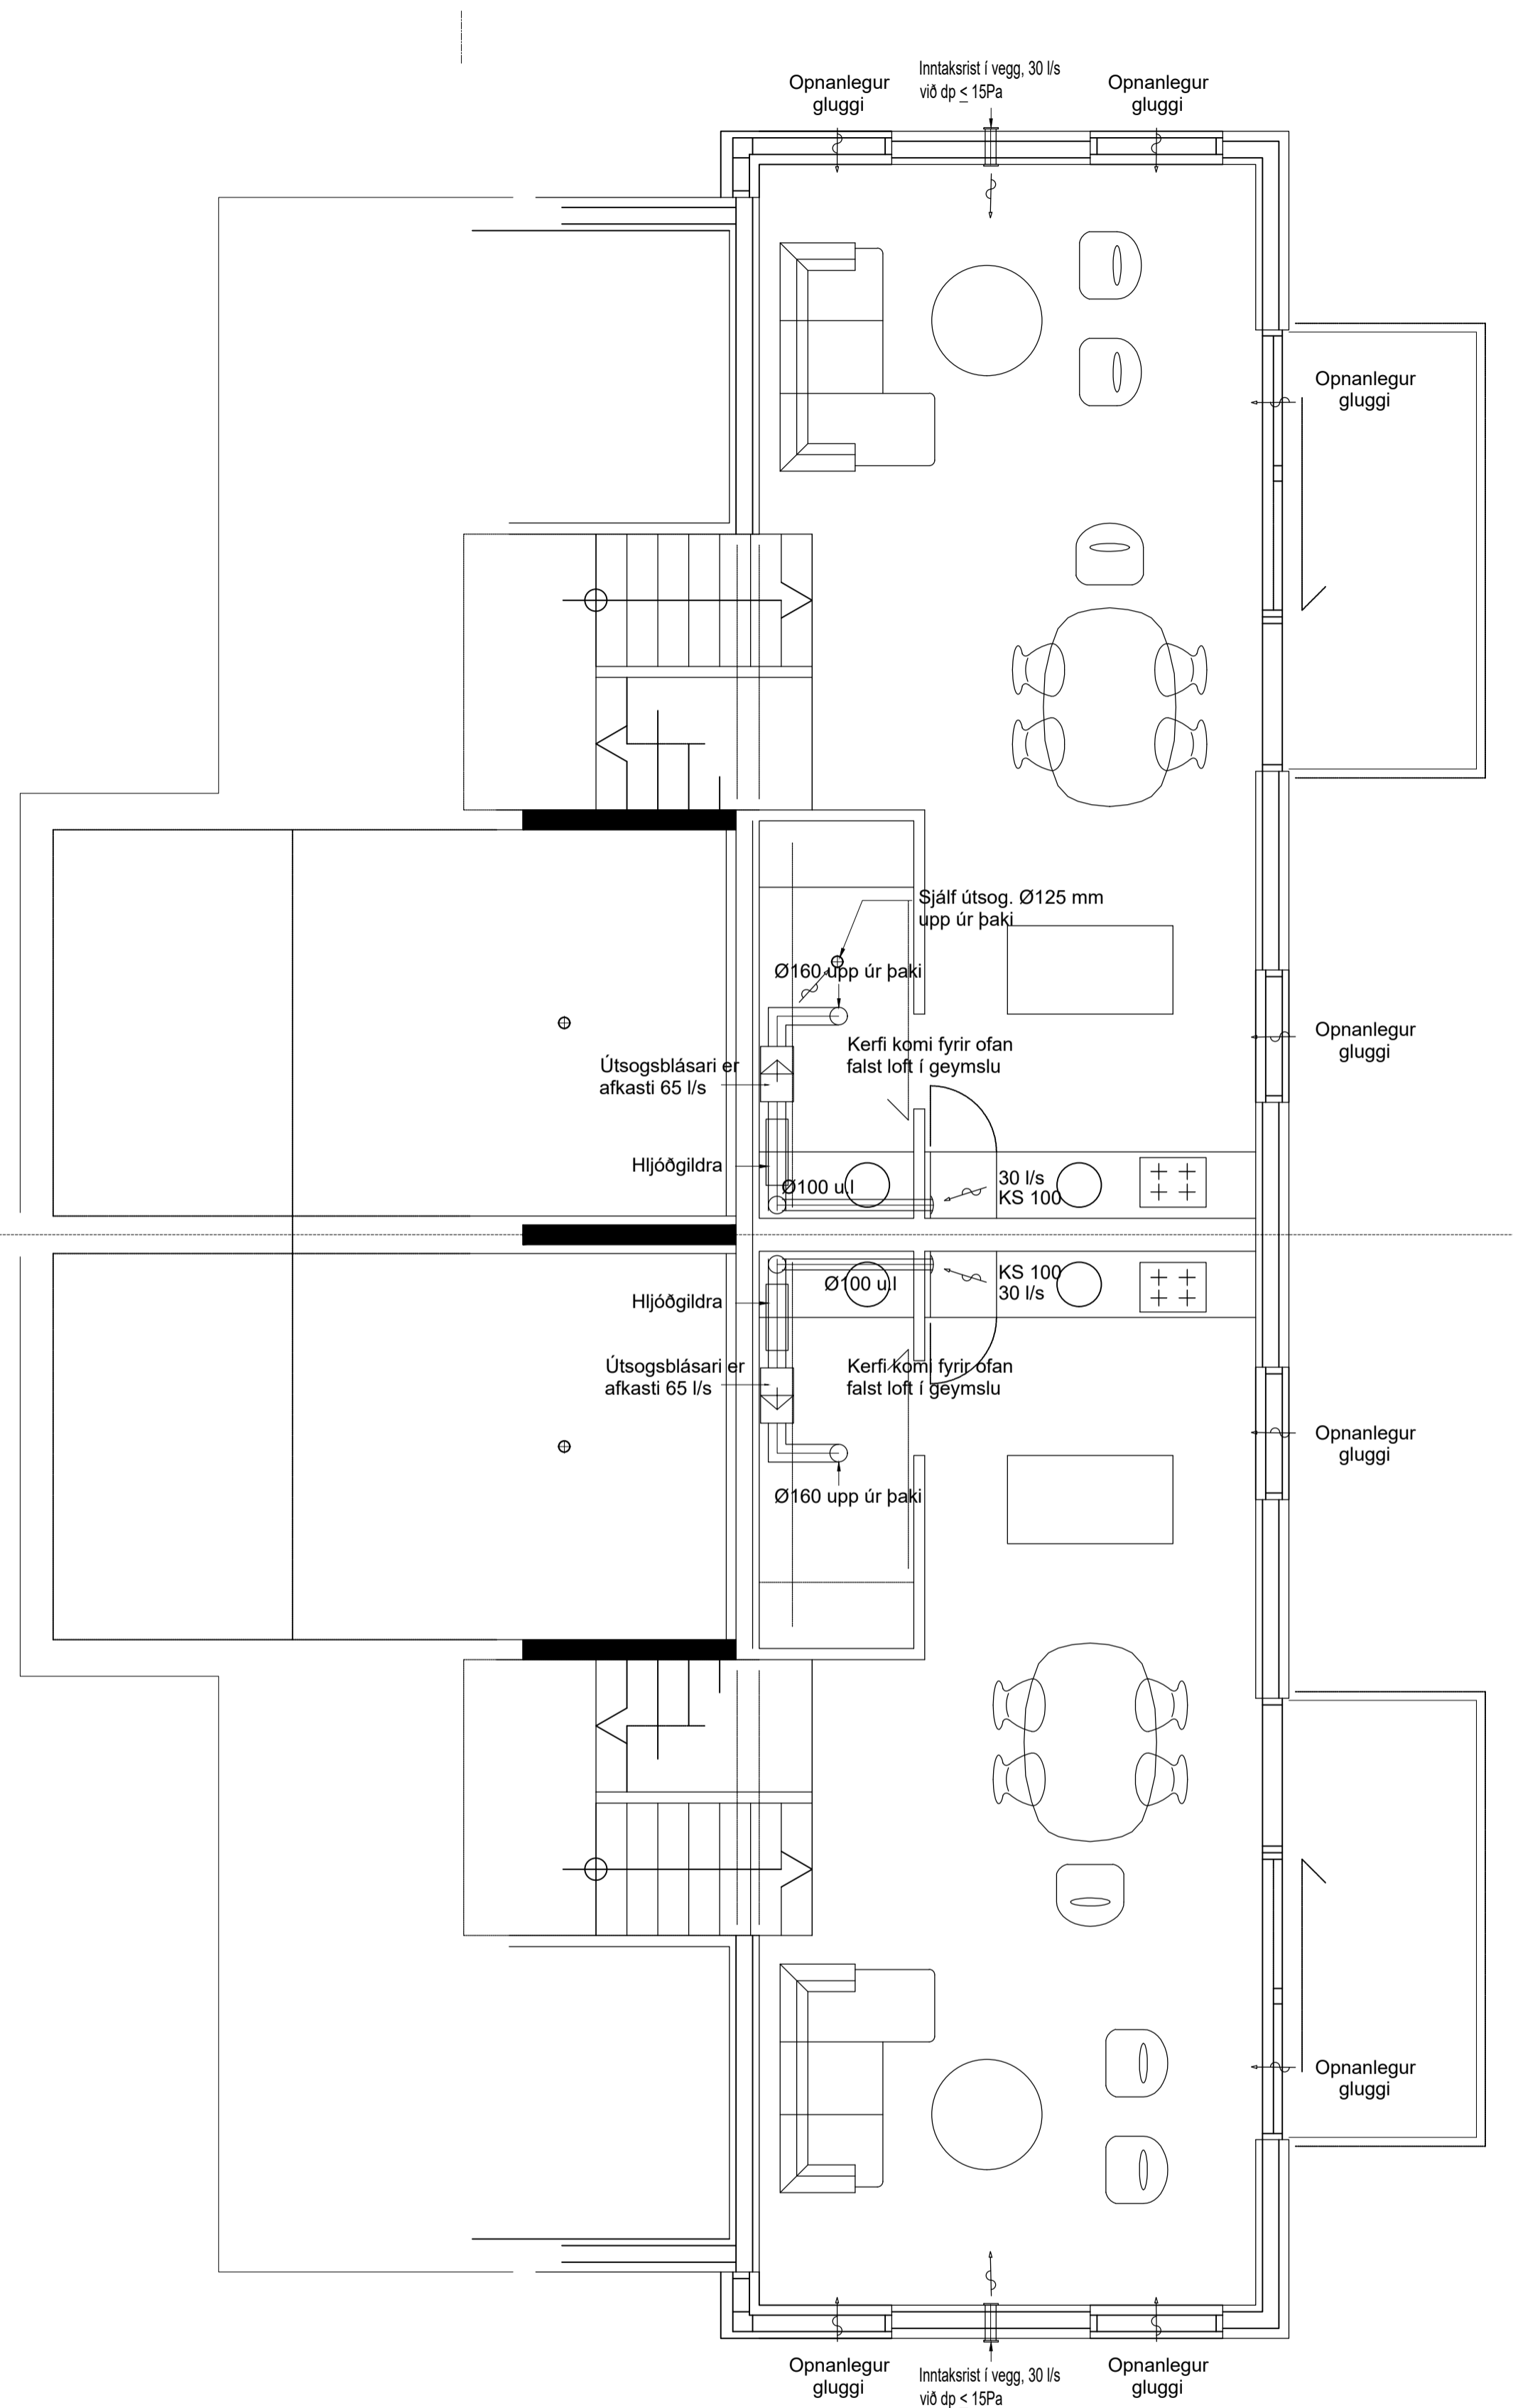 Inntaksrist í vegg, 30 l/s
við dp ≤ 15Pa
Opnanlegur
gluggi
Opnanlegur
gluggi
Opnanlegur
gluggi
Sjálf útsog. Ø125 mm
upp úr þaki
Ø160 upp úr þaki
Opnanlegur
gluggi
Kerfi komi fyrir ofan
falst loft í geymslu
Útsogsblásari er
afkasti 65 l/s
Hljóðgildra
Ø100 u.l
30 l/s
KS 100
KS 100
30 l/s
Ø100 u.l
Hljóðgildra
Útsogsblásari er
afkasti 65 l/s
Kerfi komi fyrir ofan
falst loft í geymslu
Opnanlegur
gluggi
Ø160 upp úr þaki
Opnanlegur
gluggi
Opnanlegur
gluggi
Inntaksrist í vegg, 30 l/s
við dp < 15Pa
Opnanlegur
gluggi